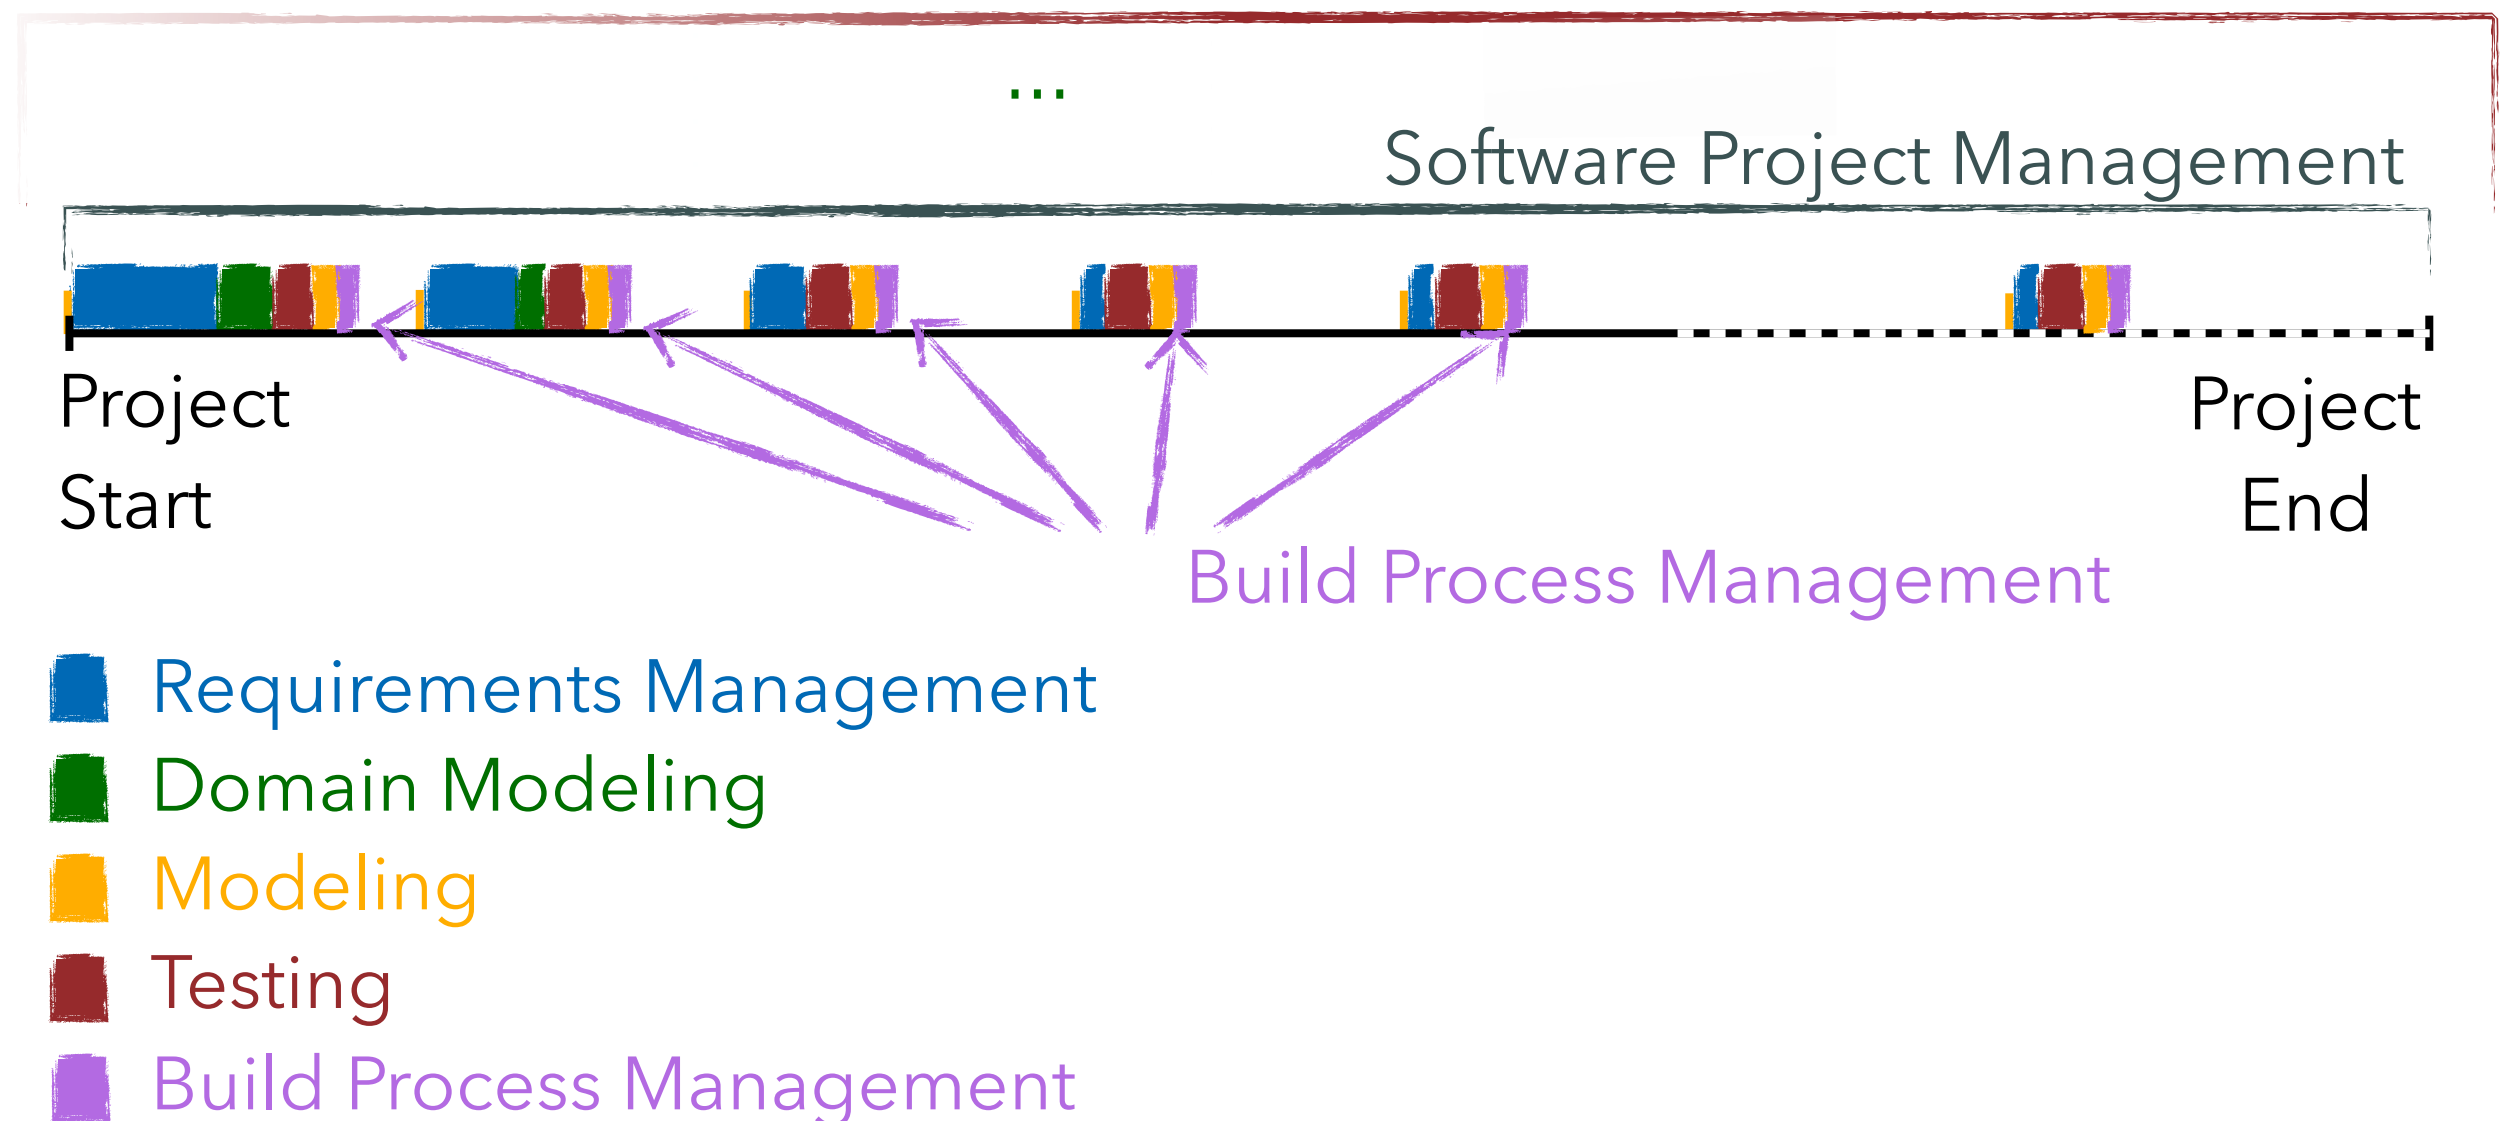 ...
Software Project Management
Project
Start
Project
End
Build Process Management
Requirements Management
Domain Modeling
Modeling
Testing
Build Process Management